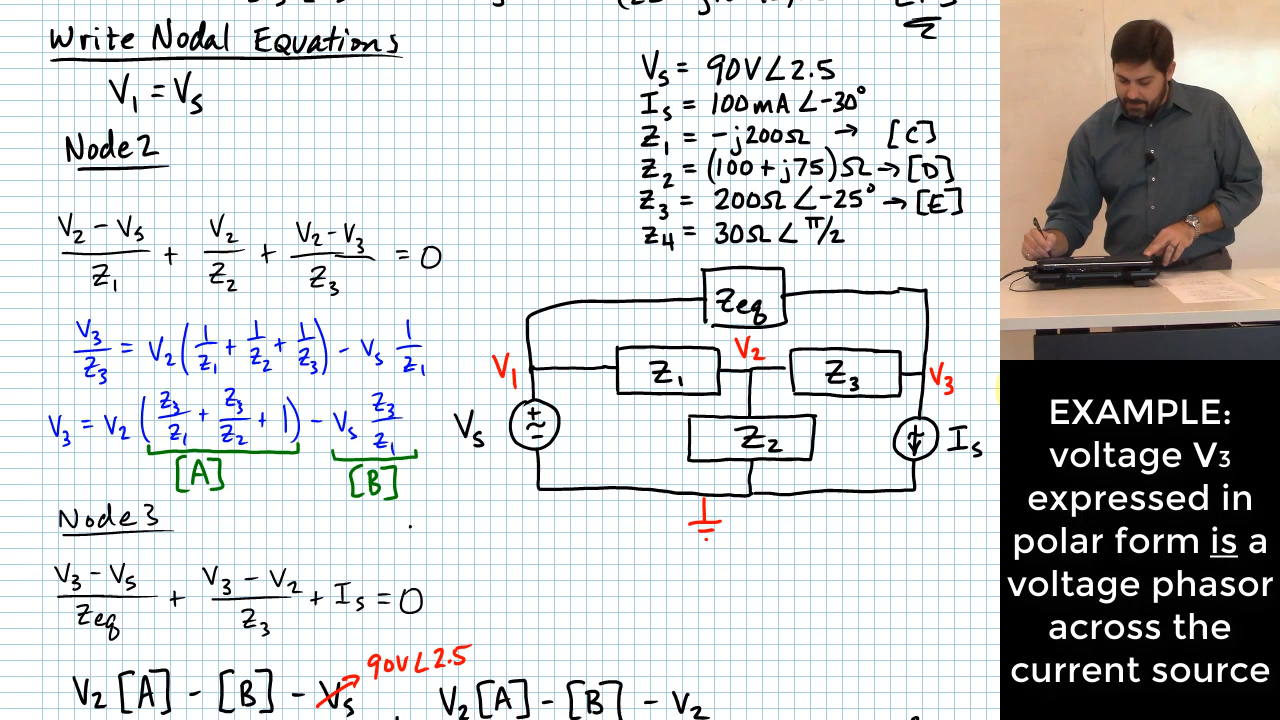 Write Nodal Equations
V₁ = Vs
Node 2
(V₂ - Vs)/Z₁ + V₂/Z₂ + (V₂ - V₃)/Z₃ = 0
V₃/Z₃ = V₂(1/Z₁ + 1/Z₂ + 1/Z₃) - Vs 1/Z₁
V₃ = V₂(Z₃/Z₁ + Z₃/Z₂ + 1) - Vs Z₃/Z₁
[A] [B]
Node 3
(V₃ - Vs)/Zeq + (V₃ - V₂)/Z₃ + Is = 0
90V∠2.5
V₂[A] - [B] - Vs
V₂[A] - [B] - V₂
Vs = 90V∠2.5
Is = 100mA∠-30°
Z₁ = -j200Ω → [C]
Z₂ = (100 + j75)Ω → [D]
Z₃ = 200Ω∠-25° → [E]
Z4 = 30Ω∠π/2
Zeq
V₁ Z₁ V₂ Z₃ V₃
Vs + ~ Z₂ Is
EXAMPLE:
voltage V₃
expressed in
polar form is a
voltage phasor
across the
current source